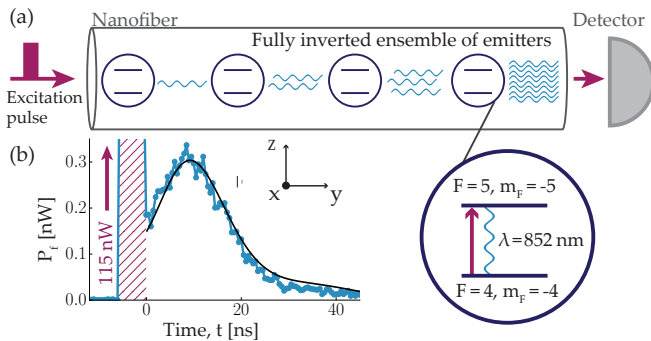 (a)
Nanofiber
Detector
Fully inverted ensemble of emitters
Excitation
pulse
(b)
0.3
0.2
0.1
0.0
P_f [nW]
115 nW
0
20
40
Time, t [ns]
z
x
y
F = 5, m_F = -5
λ = 852 nm
F = 4, m_F = -4